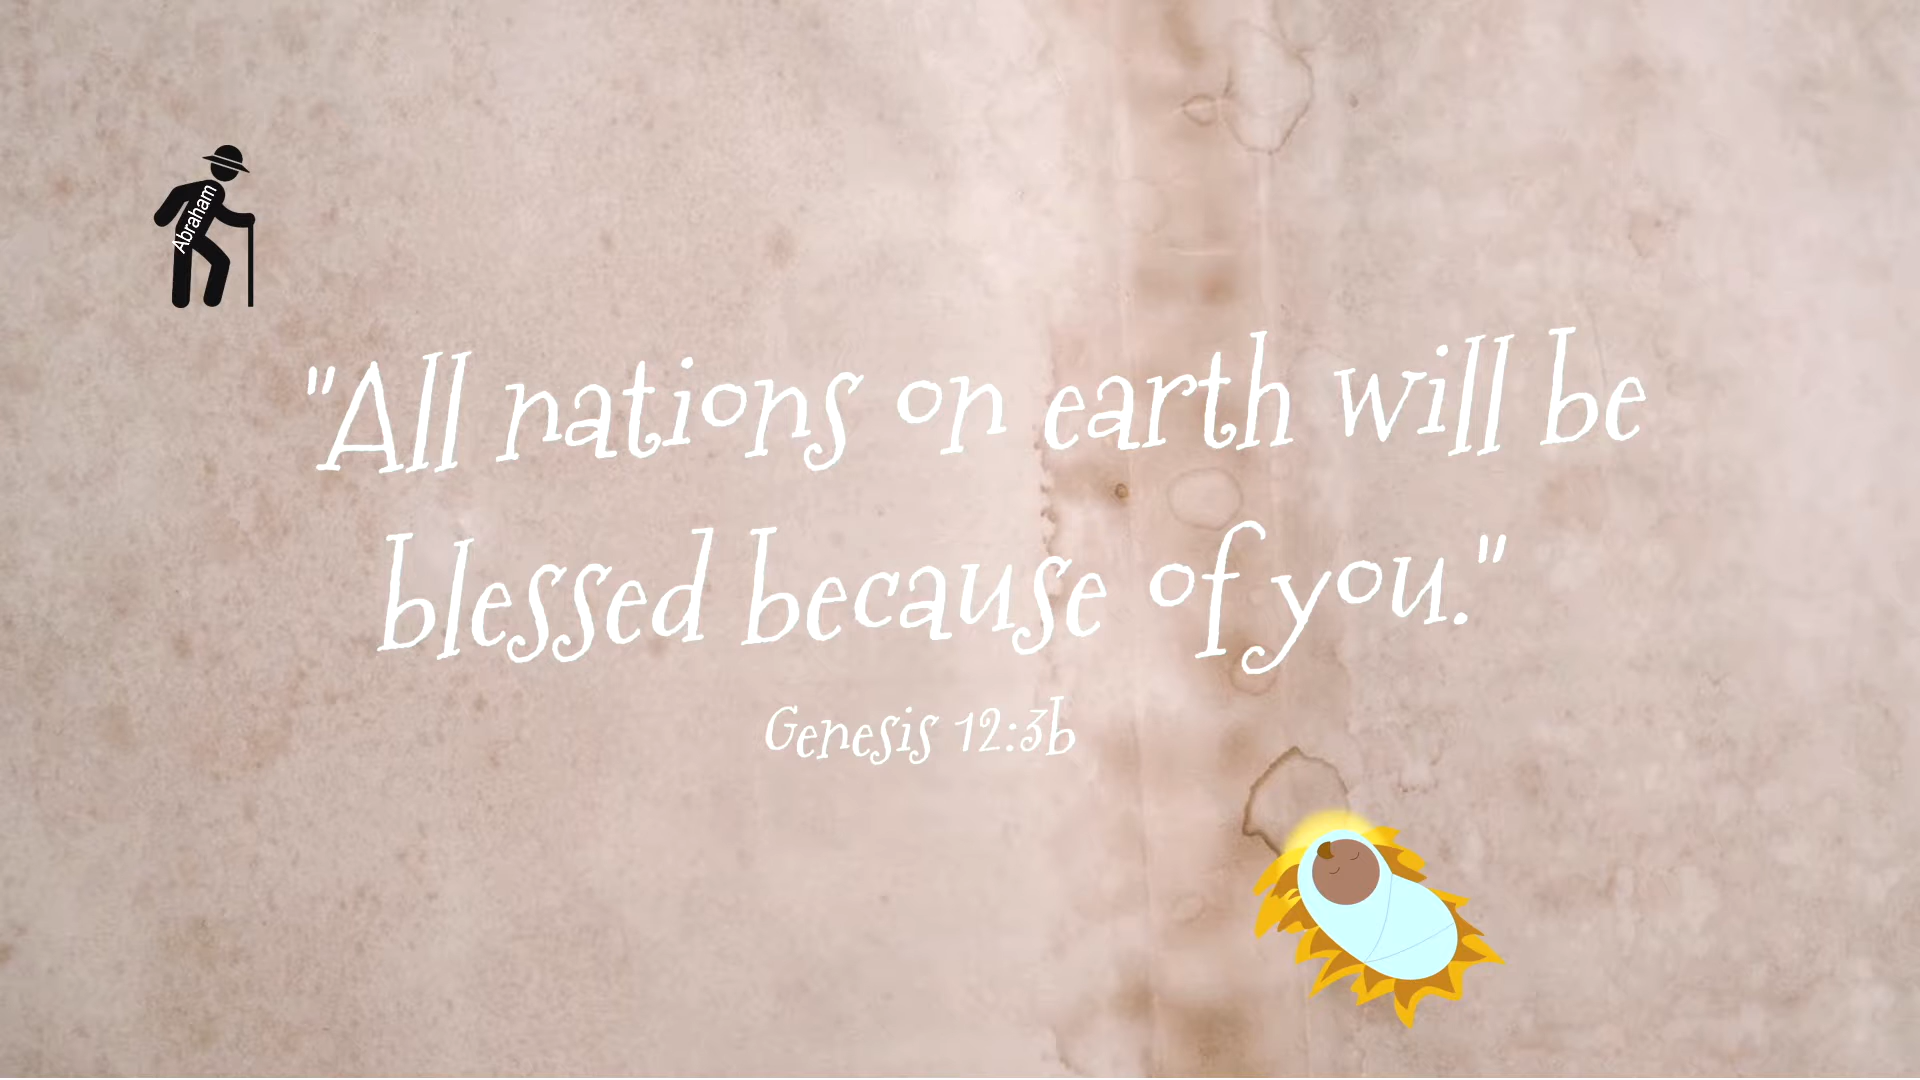 Abraham
"All nations on earth will be
blessed because of you."
Genesis 12:3b